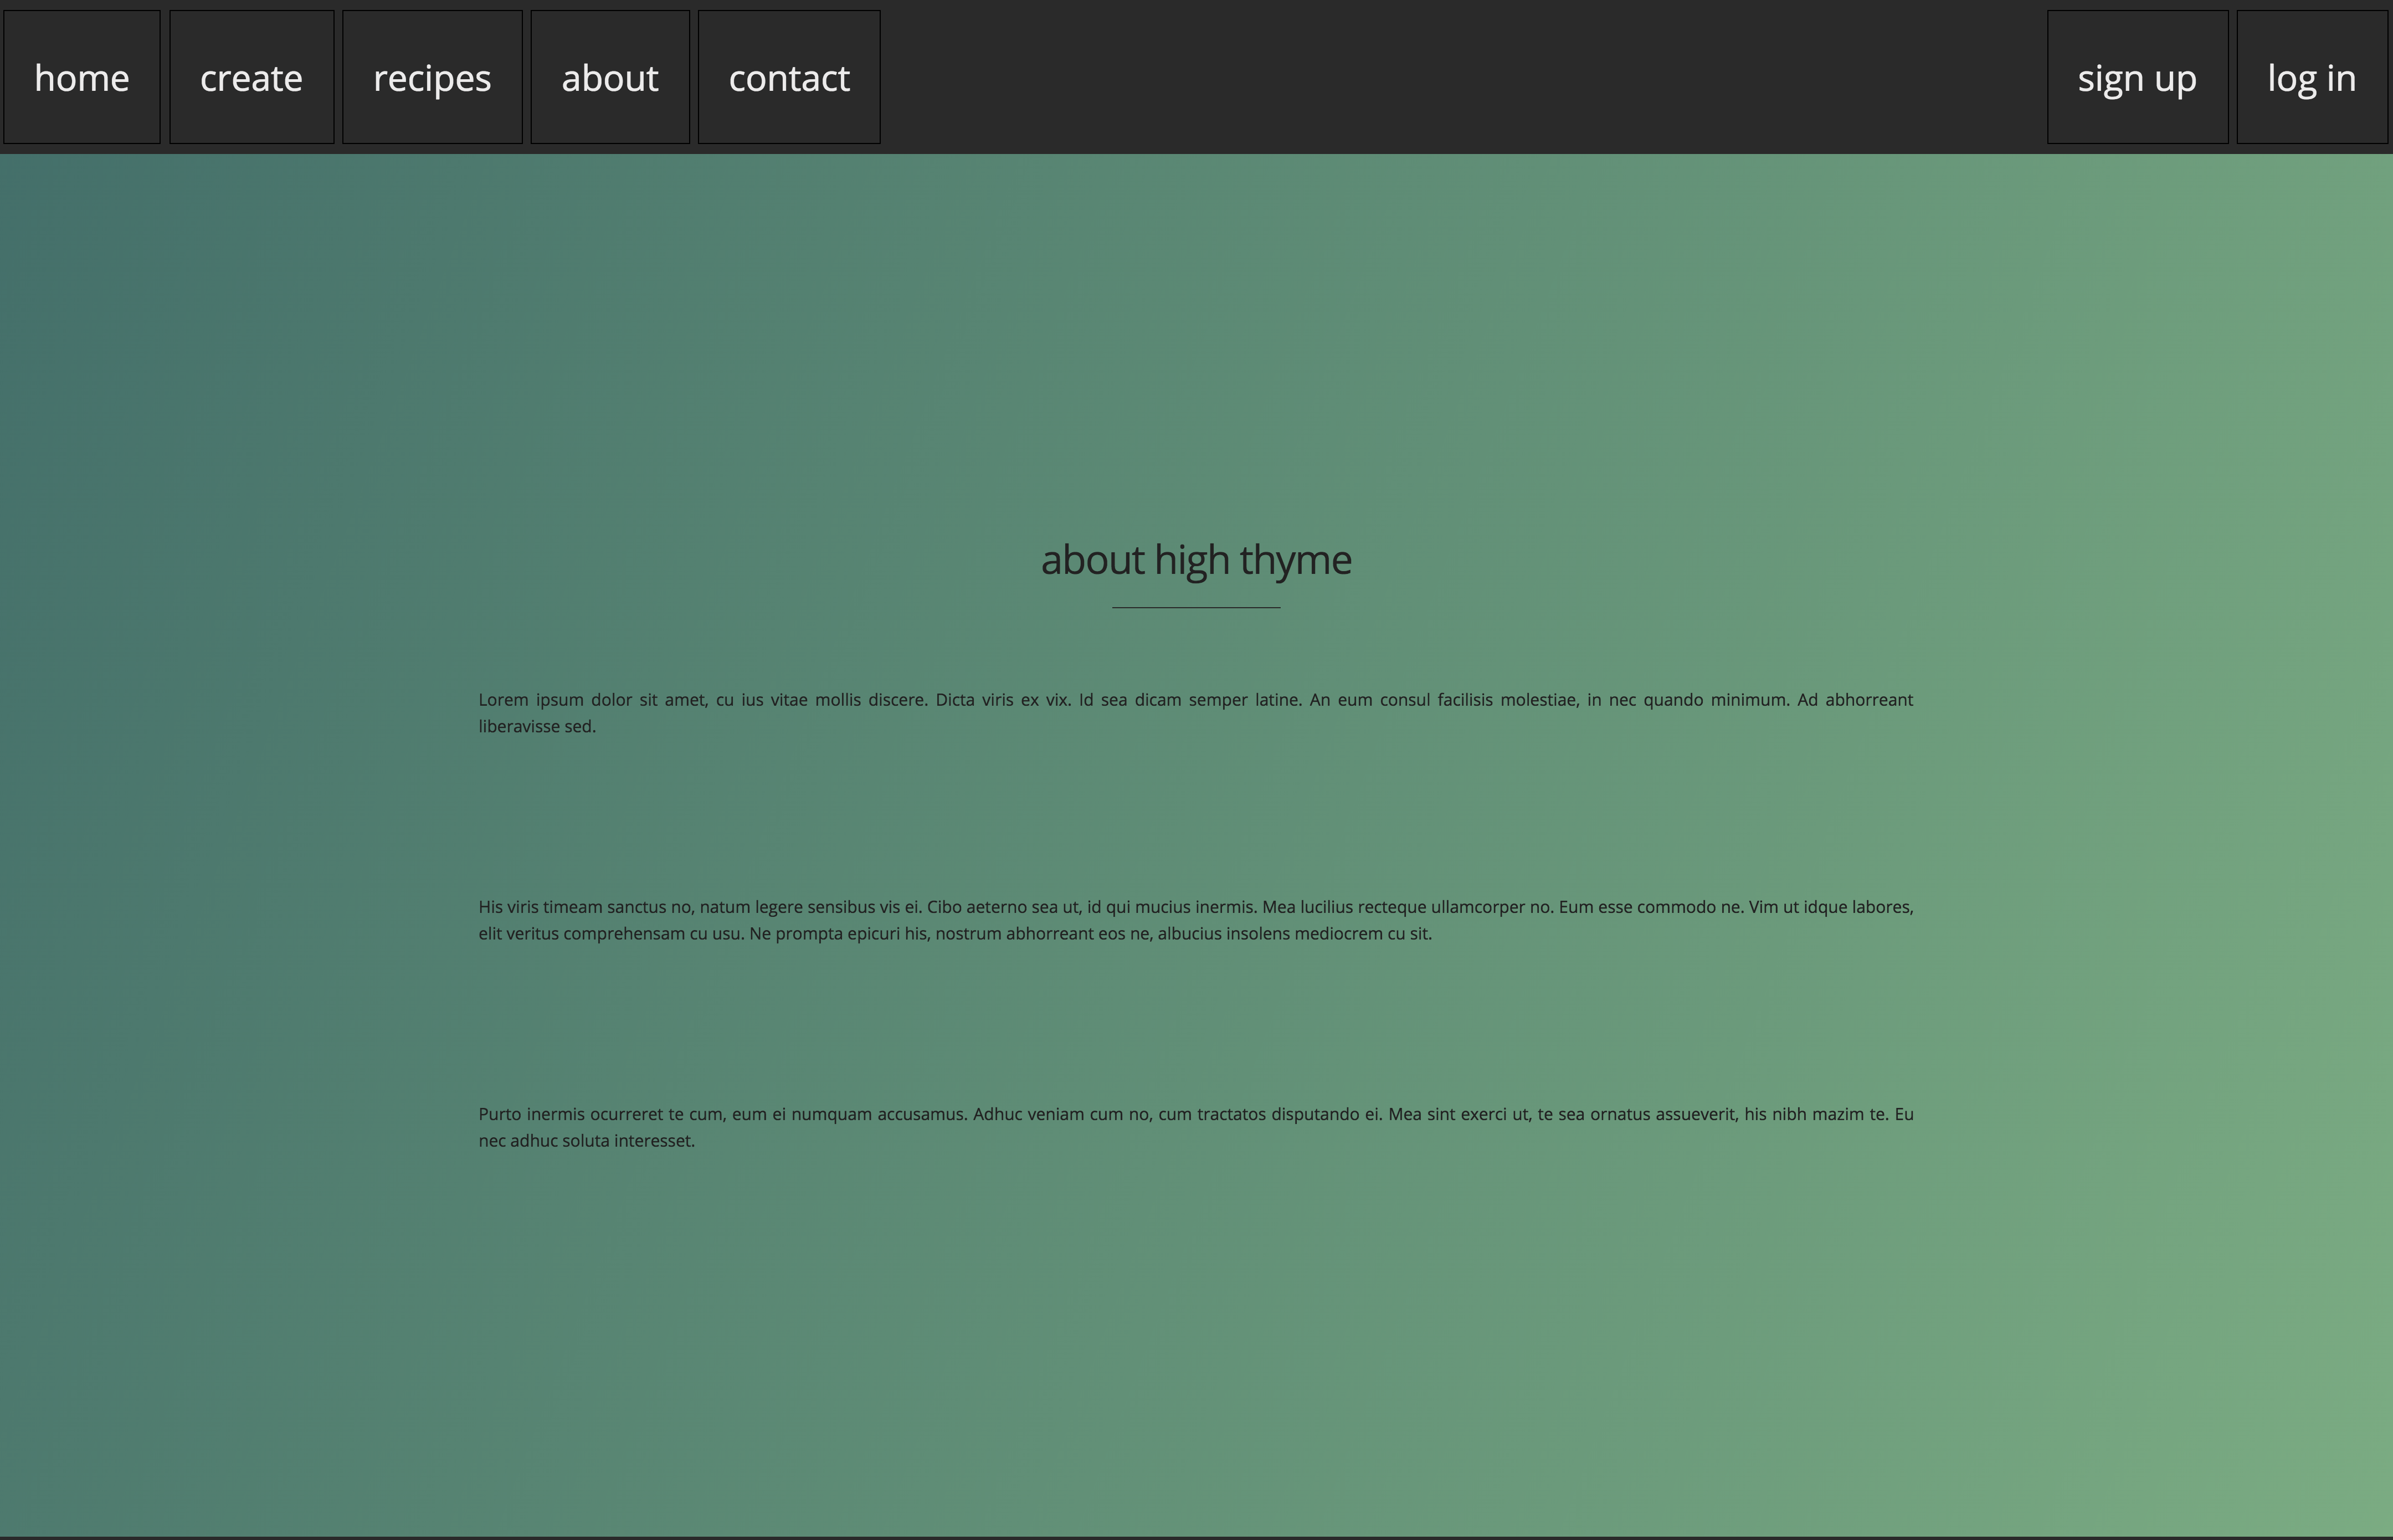 home create recipes about contact sign up log in
about high thyme
Lorem ipsum dolor sit amet, cu ius vitae mollis discere. Dicta viris ex vix. Id sea dicam semper latine. An eum consul facilisis molestiae, in nec quando minimum. Ad abhorreant
liberavisse sed.
His viris timeam sanctus no, natum legere sensibus vis ei. Cibo aeterno sea ut, id qui mucius inermis. Mea lucilius recteque ullamcorper no. Eum esse commodo ne. Vim ut idque labores,
elit veritus comprehensam cu usu. Ne prompta epicuri his, nostrum abhorreant eos ne, albucius insolens mediocrem cu sit.
Purto inermis ocurreret te cum, eum ei numquam accusamus. Adhuc veniam cum no, cum tractatos disputando ei. Mea sint exerci ut, te sea ornatus assueverit, his nibh mazim te. Eu
nec adhuc soluta interesset.